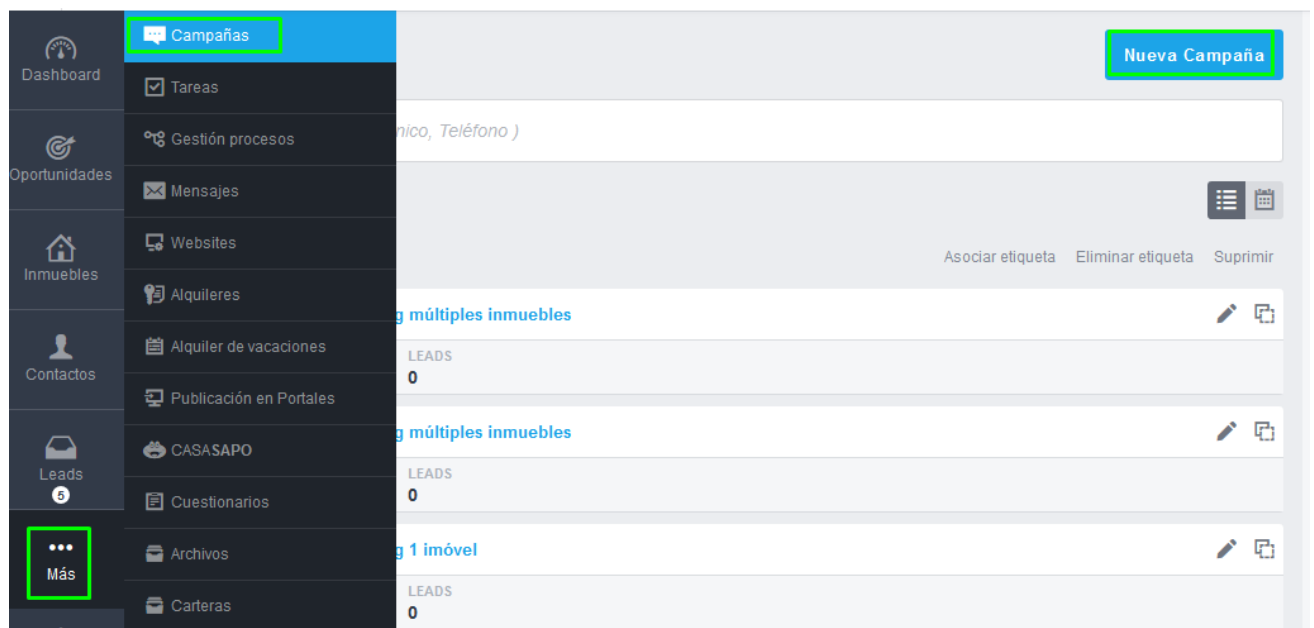 Dashboard
Oportunidades
Inmuebles
Contactos
Leads
5
Más
Campañas
Tareas
Gestión procesos
Mensajes
Websites
Alquileres
Alquiler de vacaciones
Publicación en Portales
CASASAPO
Cuestionarios
Archivos
Carteras
Nueva Campaña
nico, Teléfono )
Asociar etiqueta Eliminar etiqueta Suprimir
g múltiples inmuebles
LEADS
0
g múltiples inmuebles
LEADS
0
g 1 imóvel
LEADS
0